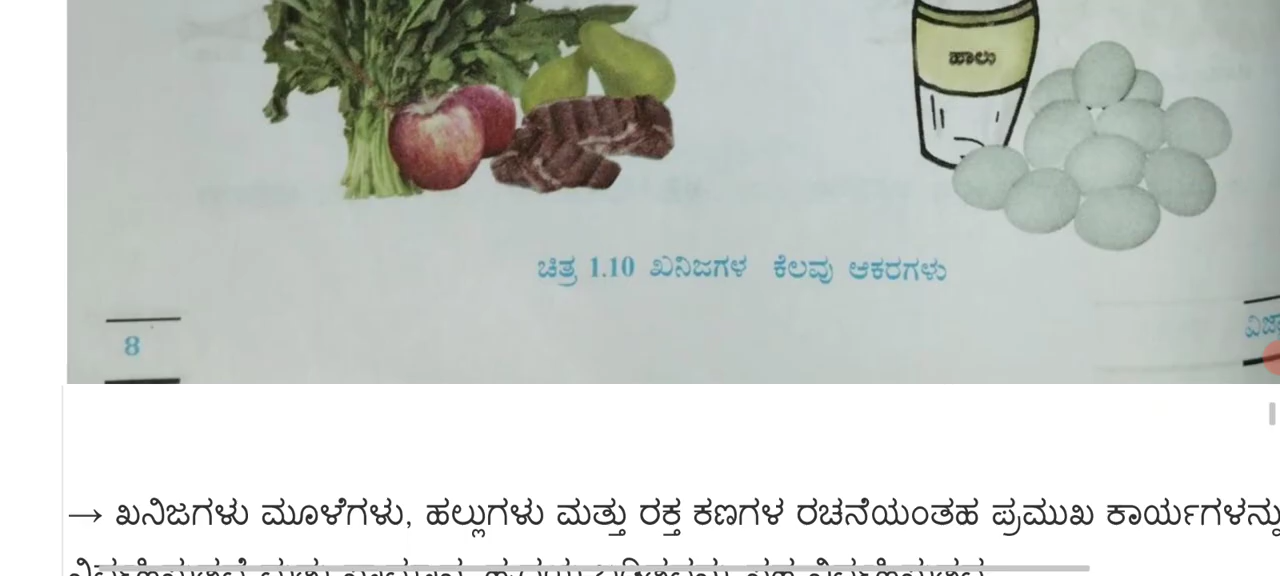 ಹಾಲು
ಚಿತ್ರ 1.10 ಖನಿಜಗಳ ಕೆಲವು ಆಕರಗಳು
8
→ ಖನಿಜಗಳು ಮೂಳೆಗಳು, ಹಲ್ಲುಗಳು ಮತ್ತು ರಕ್ತ ಕಣಗಳ ರಚನೆಯಂತಹ ಪ್ರಮುಖ ಕಾರ್ಯಗಳನ್ನು